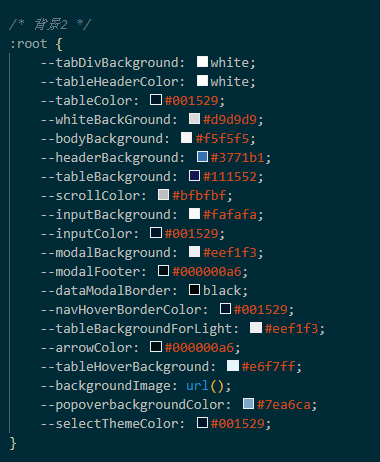 /* 背景2 */
:root {
--tabDivBackground: white;
--tableHeaderColor: white;
--tableColor: #001529;
--whiteBackGround: #d9d9d9;
--bodyBackground: #f5f5f5;
--headerBackground: #3771b1;
--tableBackground: #111552;
--scrollColor: #bfbfbf;
--inputBackground: #fafafa;
--inputColor: #001529;
--modalBackground: #eef1f3;
--modalFooter: #000000a6;
--dataModalBorder: black;
--navHoverBorderColor: #001529;
--tableBackgroundForLight: #eef1f3;
--arrowColor: #000000a6;
--tableHoverBackground: #e6f7ff;
--backgroundImage: url();
--popoverbackgroundColor: #7ea6ca;
--selectThemeColor: #001529;
}